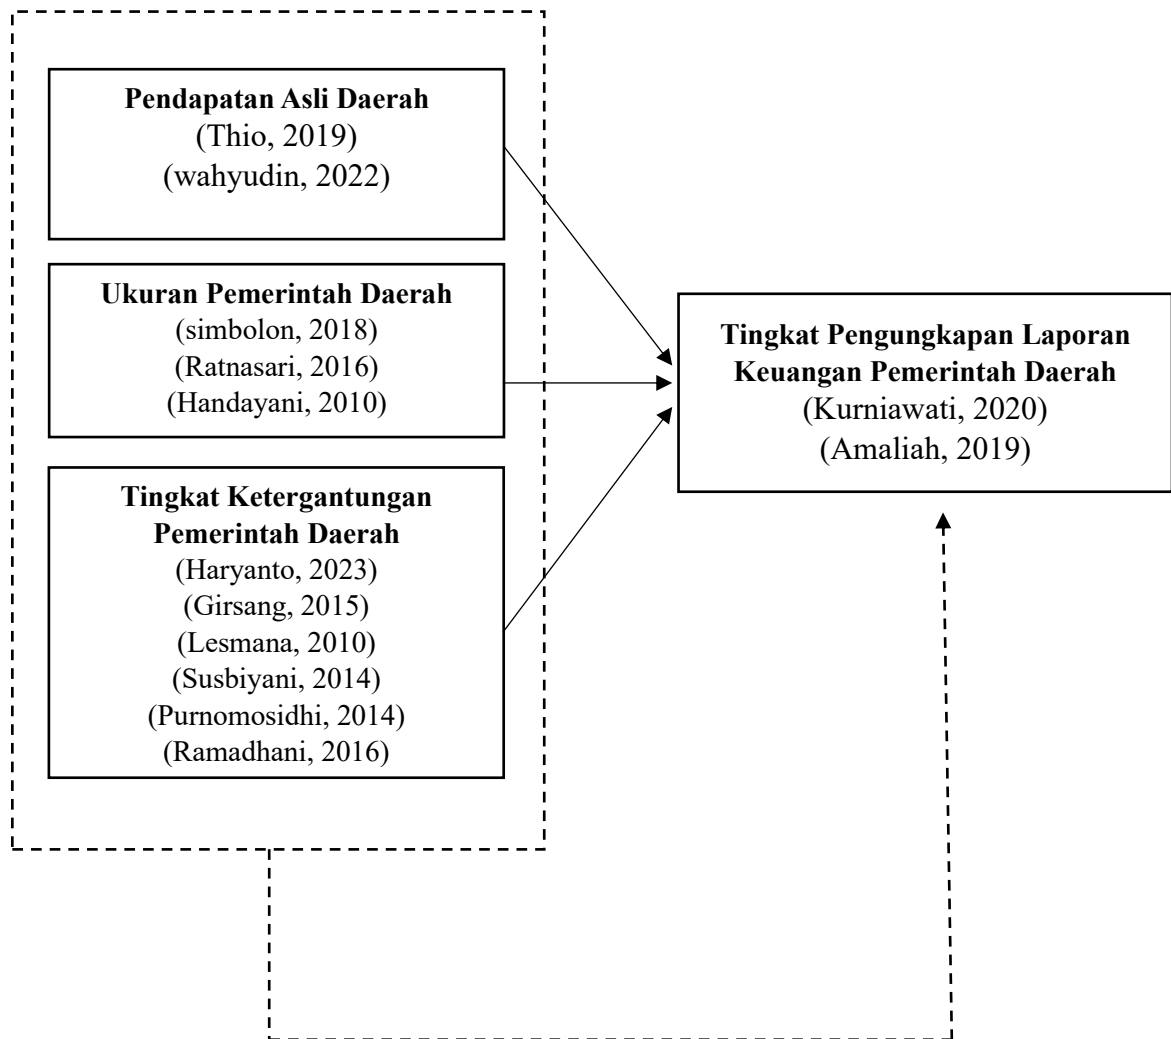 Pendapatan Asli Daerah
(Thio, 2019)
(wahyudin, 2022)
Ukuran Pemerintah Daerah
(simbolon, 2018)
(Ratnasari, 2016)
(Handayani, 2010)
Tingkat Ketergantungan
Pemerintah Daerah
(Haryanto, 2023)
(Girsang, 2015)
(Lesmana, 2010)
(Susbiyani, 2014)
(Purnomosidhi, 2014)
(Ramadhani, 2016)
Tingkat Pengungkapan Laporan
Keuangan Pemerintah Daerah
(Kurniawati, 2020)
(Amaliah, 2019)